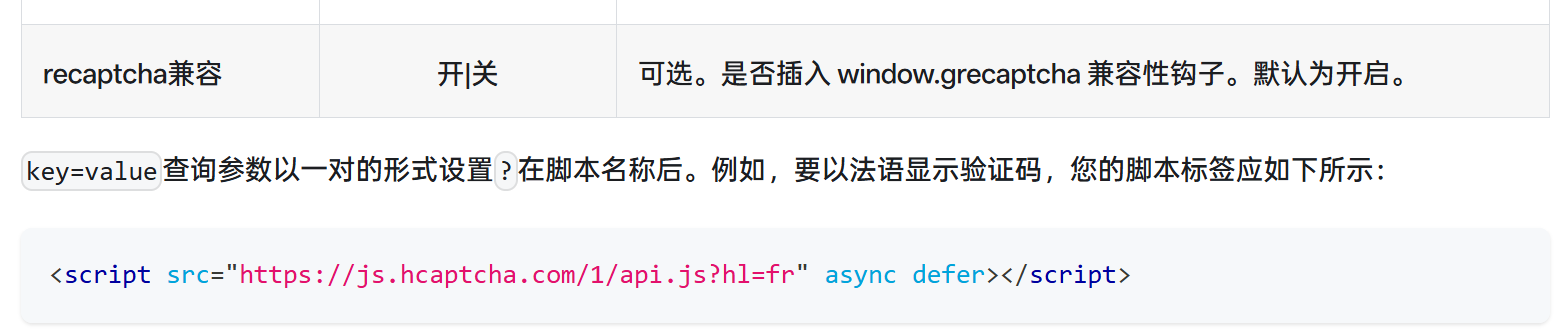 recaptcha兼容 开|关 可选。是否插入 window.grecaptcha 兼容性钩子。默认为开启。
key=value查询参数以一对的形式设置?在脚本名称后。例如，要以法语显示验证码，您的脚本标签应如下所示：
<script src="https://js.hcaptcha.com/1/api.js?hl=fr" async defer></script>